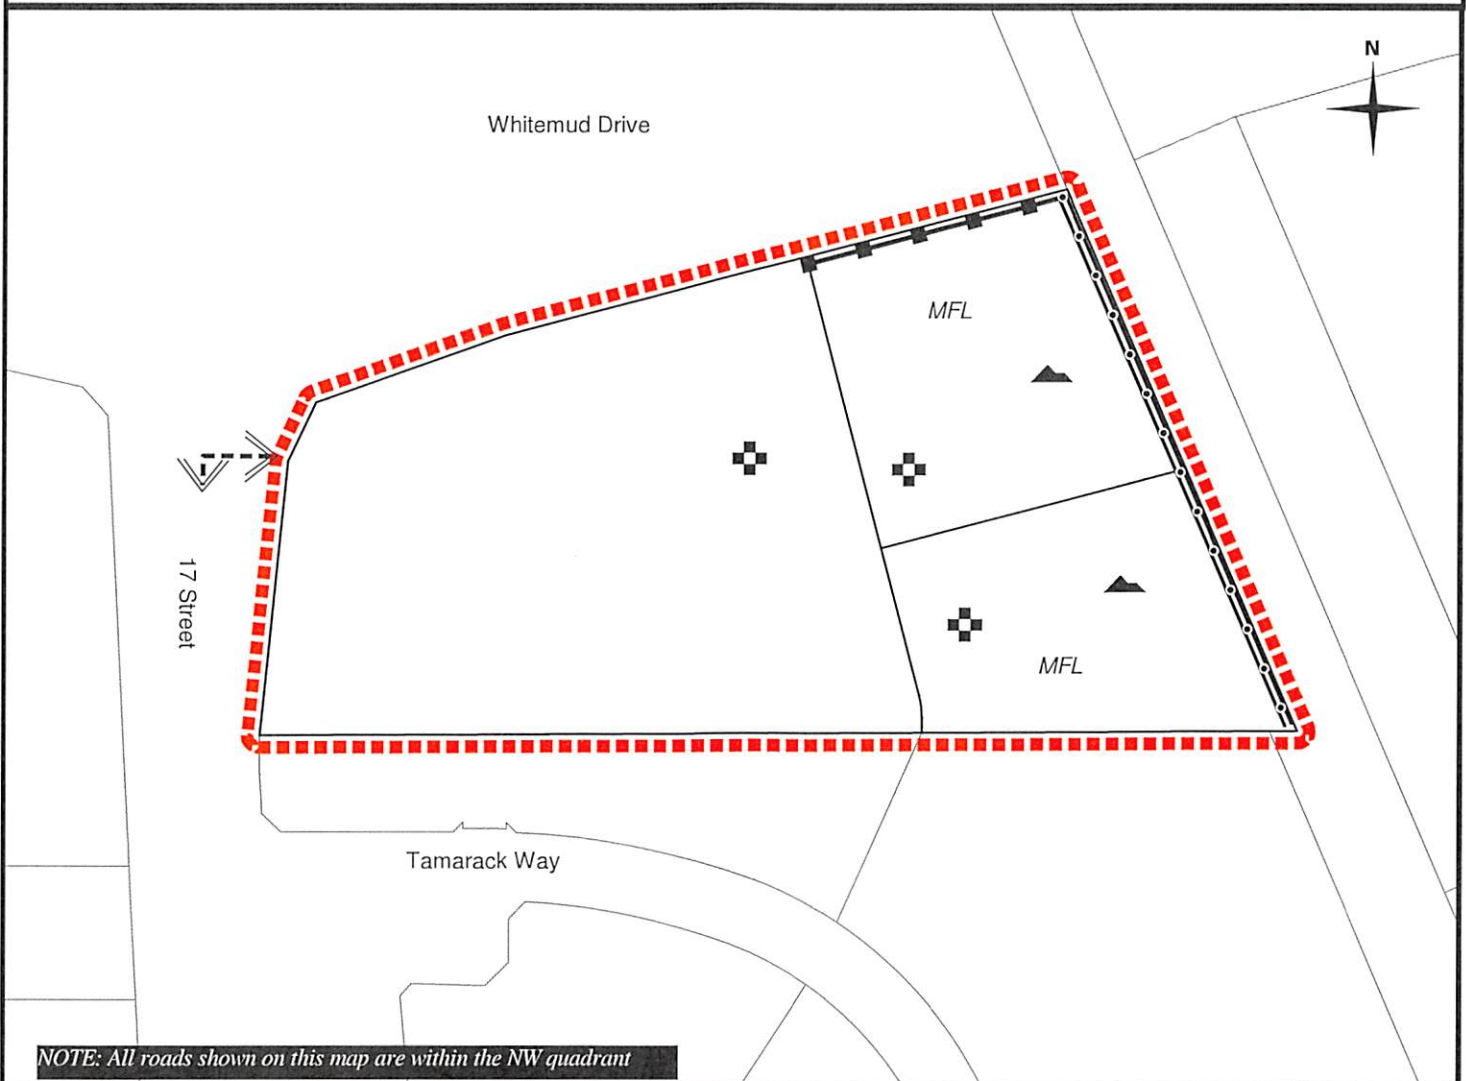 N
Whitemud Drive
MFL
17 Street
MFL
Tamarack Way
NOTE: All roads shown on this map are within the NW quadrant